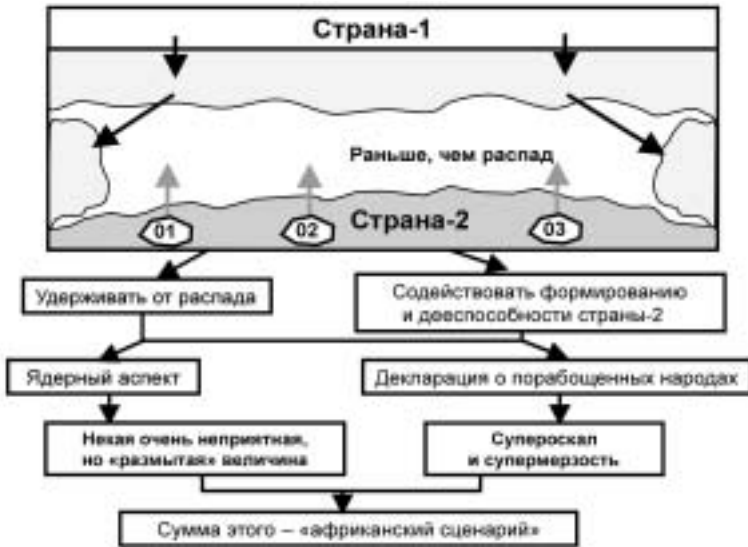 Страна-1
Раньше, чем распад
01
02
Страна-2
03
Удерживать от распада
Содействовать формированию
и дееспособности страны-2
Ядерный аспект
Декларация о порабощенных народах
Некая очень неприятная,
но «размытая» величина
Супероскал
и супермерзость
Сумма этого – «африканский сценарий»